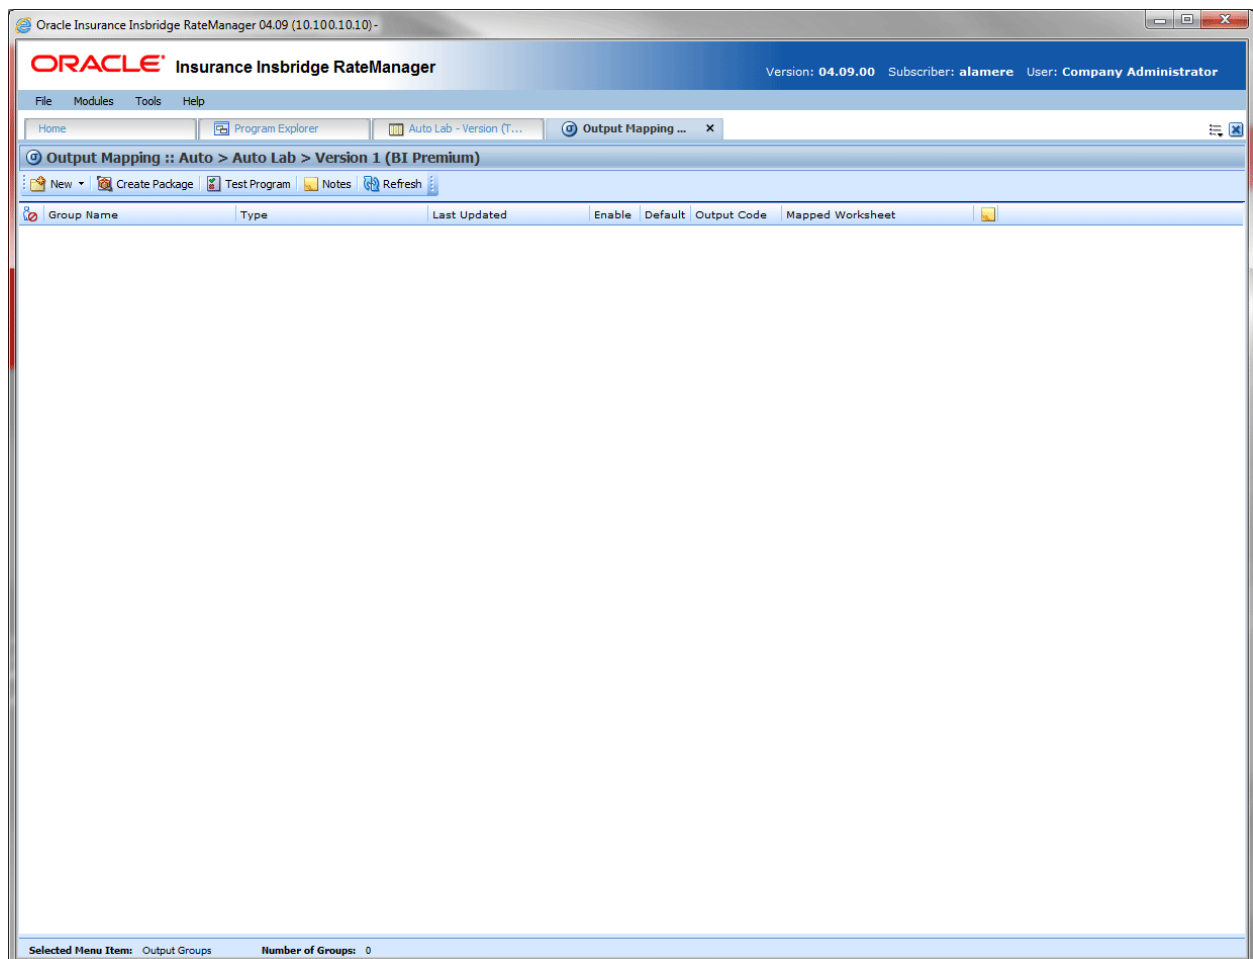 Oracle Insurance Insbridge RateManager 04.09 (10.100.10.10) -
ORACLE Insurance Insbridge RateManager
Version: 04.09.00 Subscriber: alamere User: Company Administrator
File Modules Tools Help
Home Program Explorer Auto Lab - Version (T... Output Mapping ...
Output Mapping :: Auto > Auto Lab > Version 1 (BI Premium)
New Create Package Test Program Notes Refresh
Group Name Type Last Updated Enable Default Output Code Mapped Worksheet
Selected Menu Item: Output Groups Number of Groups: 0